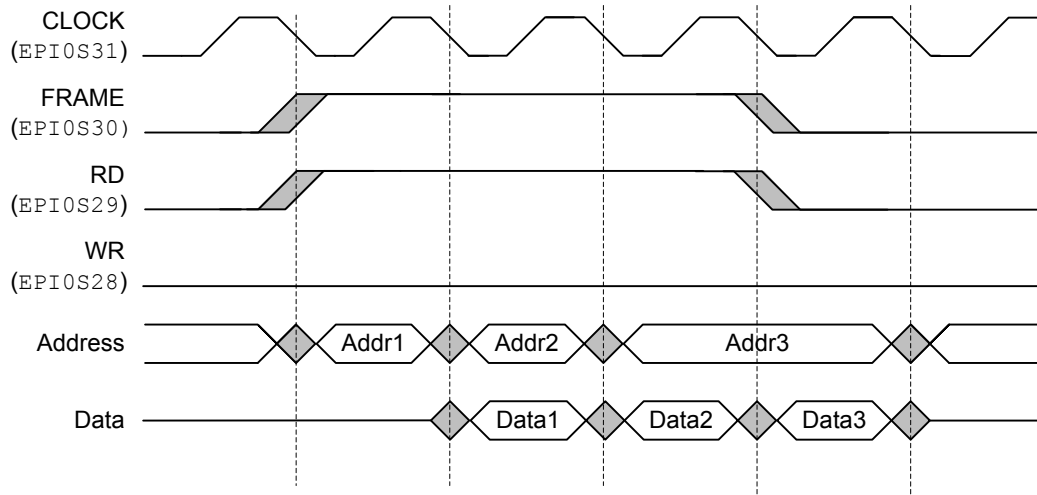 CLOCK
(EPI0S31)
FRAME
(EPI0S30)
RD
(EPI0S29)
WR
(EPI0S28)
Address Addr1 Addr2 Addr3
Data Data1 Data2 Data3